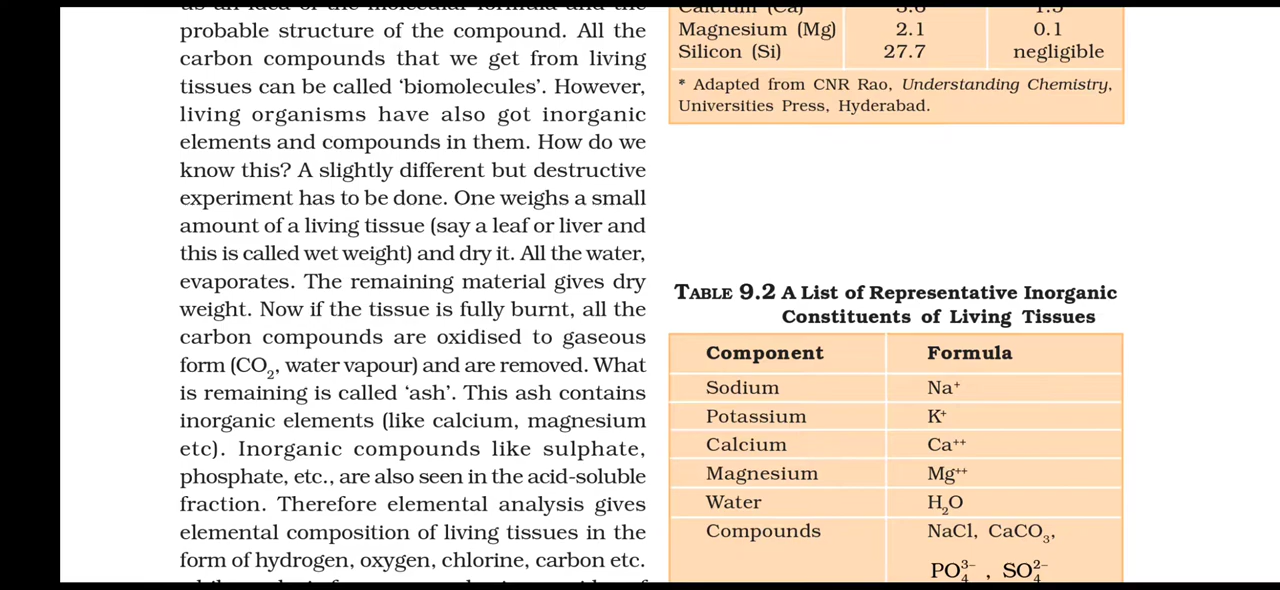 probable structure of the compound. All the
carbon compounds that we get from living
tissues can be called ‘biomolecules’. However,
living organisms have also got inorganic
elements and compounds in them. How do we
know this? A slightly different but destructive
experiment has to be done. One weighs a small
amount of a living tissue (say a leaf or liver and
this is called wet weight) and dry it. All the water,
evaporates. The remaining material gives dry
weight. Now if the tissue is fully burnt, all the
carbon compounds are oxidised to gaseous
form (CO₂, water vapour) and are removed. What
is remaining is called ‘ash’. This ash contains
inorganic elements (like calcium, magnesium
etc). Inorganic compounds like sulphate,
phosphate, etc., are also seen in the acid-soluble
fraction. Therefore elemental analysis gives
elemental composition of living tissues in the
form of hydrogen, oxygen, chlorine, carbon etc.
Magnesium (Mg) 2.1 0.1
Silicon (Si) 27.7 negligible
* Adapted from CNR Rao, Understanding Chemistry,
Universities Press, Hyderabad.
TABLE 9.2 A List of Representative Inorganic
Constituents of Living Tissues
Component Formula
Sodium Na⁺
Potassium K⁺
Calcium Ca⁺⁺
Magnesium Mg⁺⁺
Water H₂O
Compounds NaCl, CaCO₃,
PO₄³⁻, SO₄²⁻